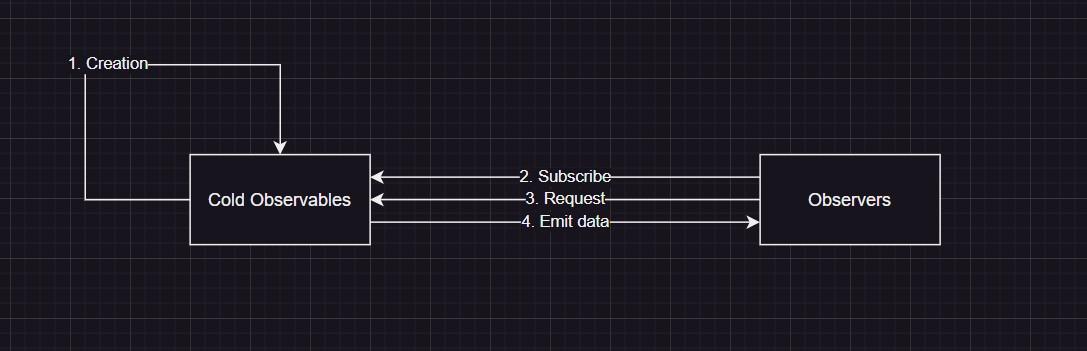 1. Creation
2. Subscribe
Cold Observables
3. Request
Observers
4. Emit data